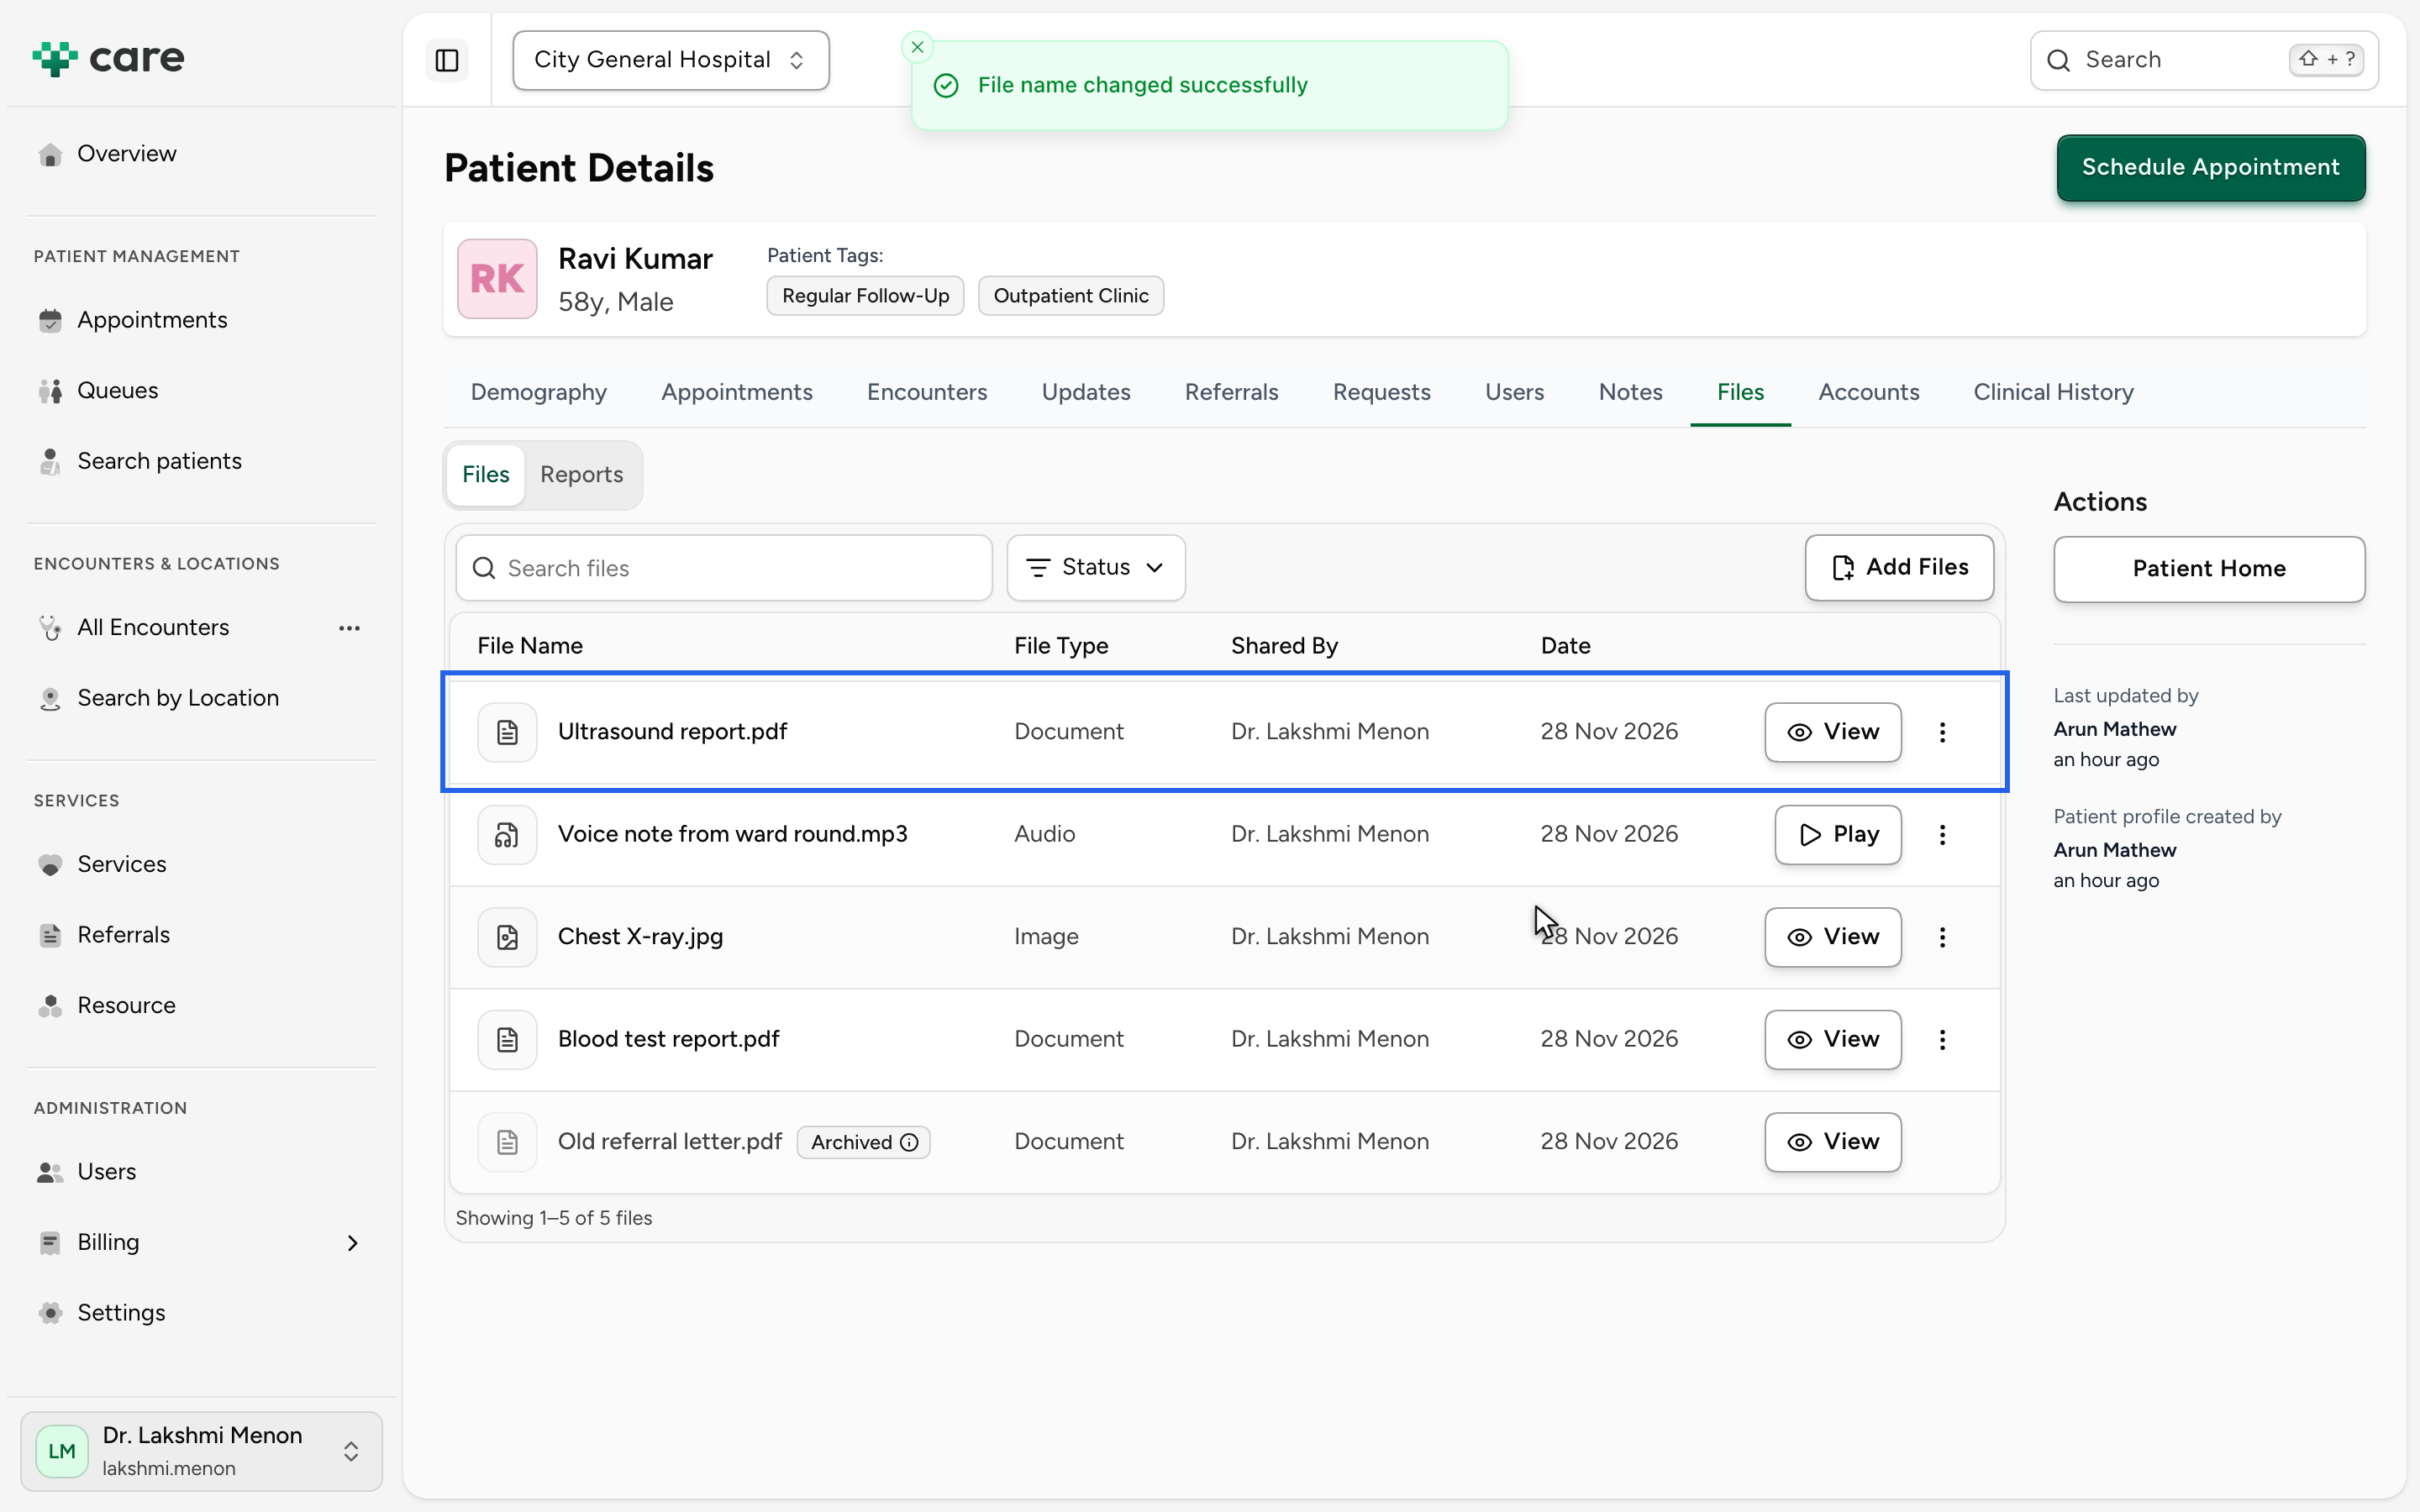 care
City General Hospital
File name changed successfully
Search
+ ?
Overview
PATIENT MANAGEMENT
Appointments
Queues
Search patients
ENCOUNTERS & LOCATIONS
All Encounters
Search by Location
SERVICES
Services
Referrals
Resource
ADMINISTRATION
Users
Billing
Settings
LM
Dr. Lakshmi Menon
lakshmi.menon
Patient Details
Schedule Appointment
RK
Ravi Kumar
58y, Male
Patient Tags:
Regular Follow-Up Outpatient Clinic
Demography Appointments Encounters Updates Referrals Requests Users Notes Files Accounts Clinical History
Files Reports
Search files Status Add Files
File Name File Type Shared By Date
Ultrasound report.pdf Document Dr. Lakshmi Menon 28 Nov 2026 View
Voice note from ward round.mp3 Audio Dr. Lakshmi Menon 28 Nov 2026 Play
Chest X-ray.jpg Image Dr. Lakshmi Menon 28 Nov 2026 View
Blood test report.pdf Document Dr. Lakshmi Menon 28 Nov 2026 View
Old referral letter.pdf Archived Document Dr. Lakshmi Menon 28 Nov 2026 View
Showing 1–5 of 5 files
Actions
Patient Home
Last updated by
Arun Mathew
an hour ago
Patient profile created by
Arun Mathew
an hour ago